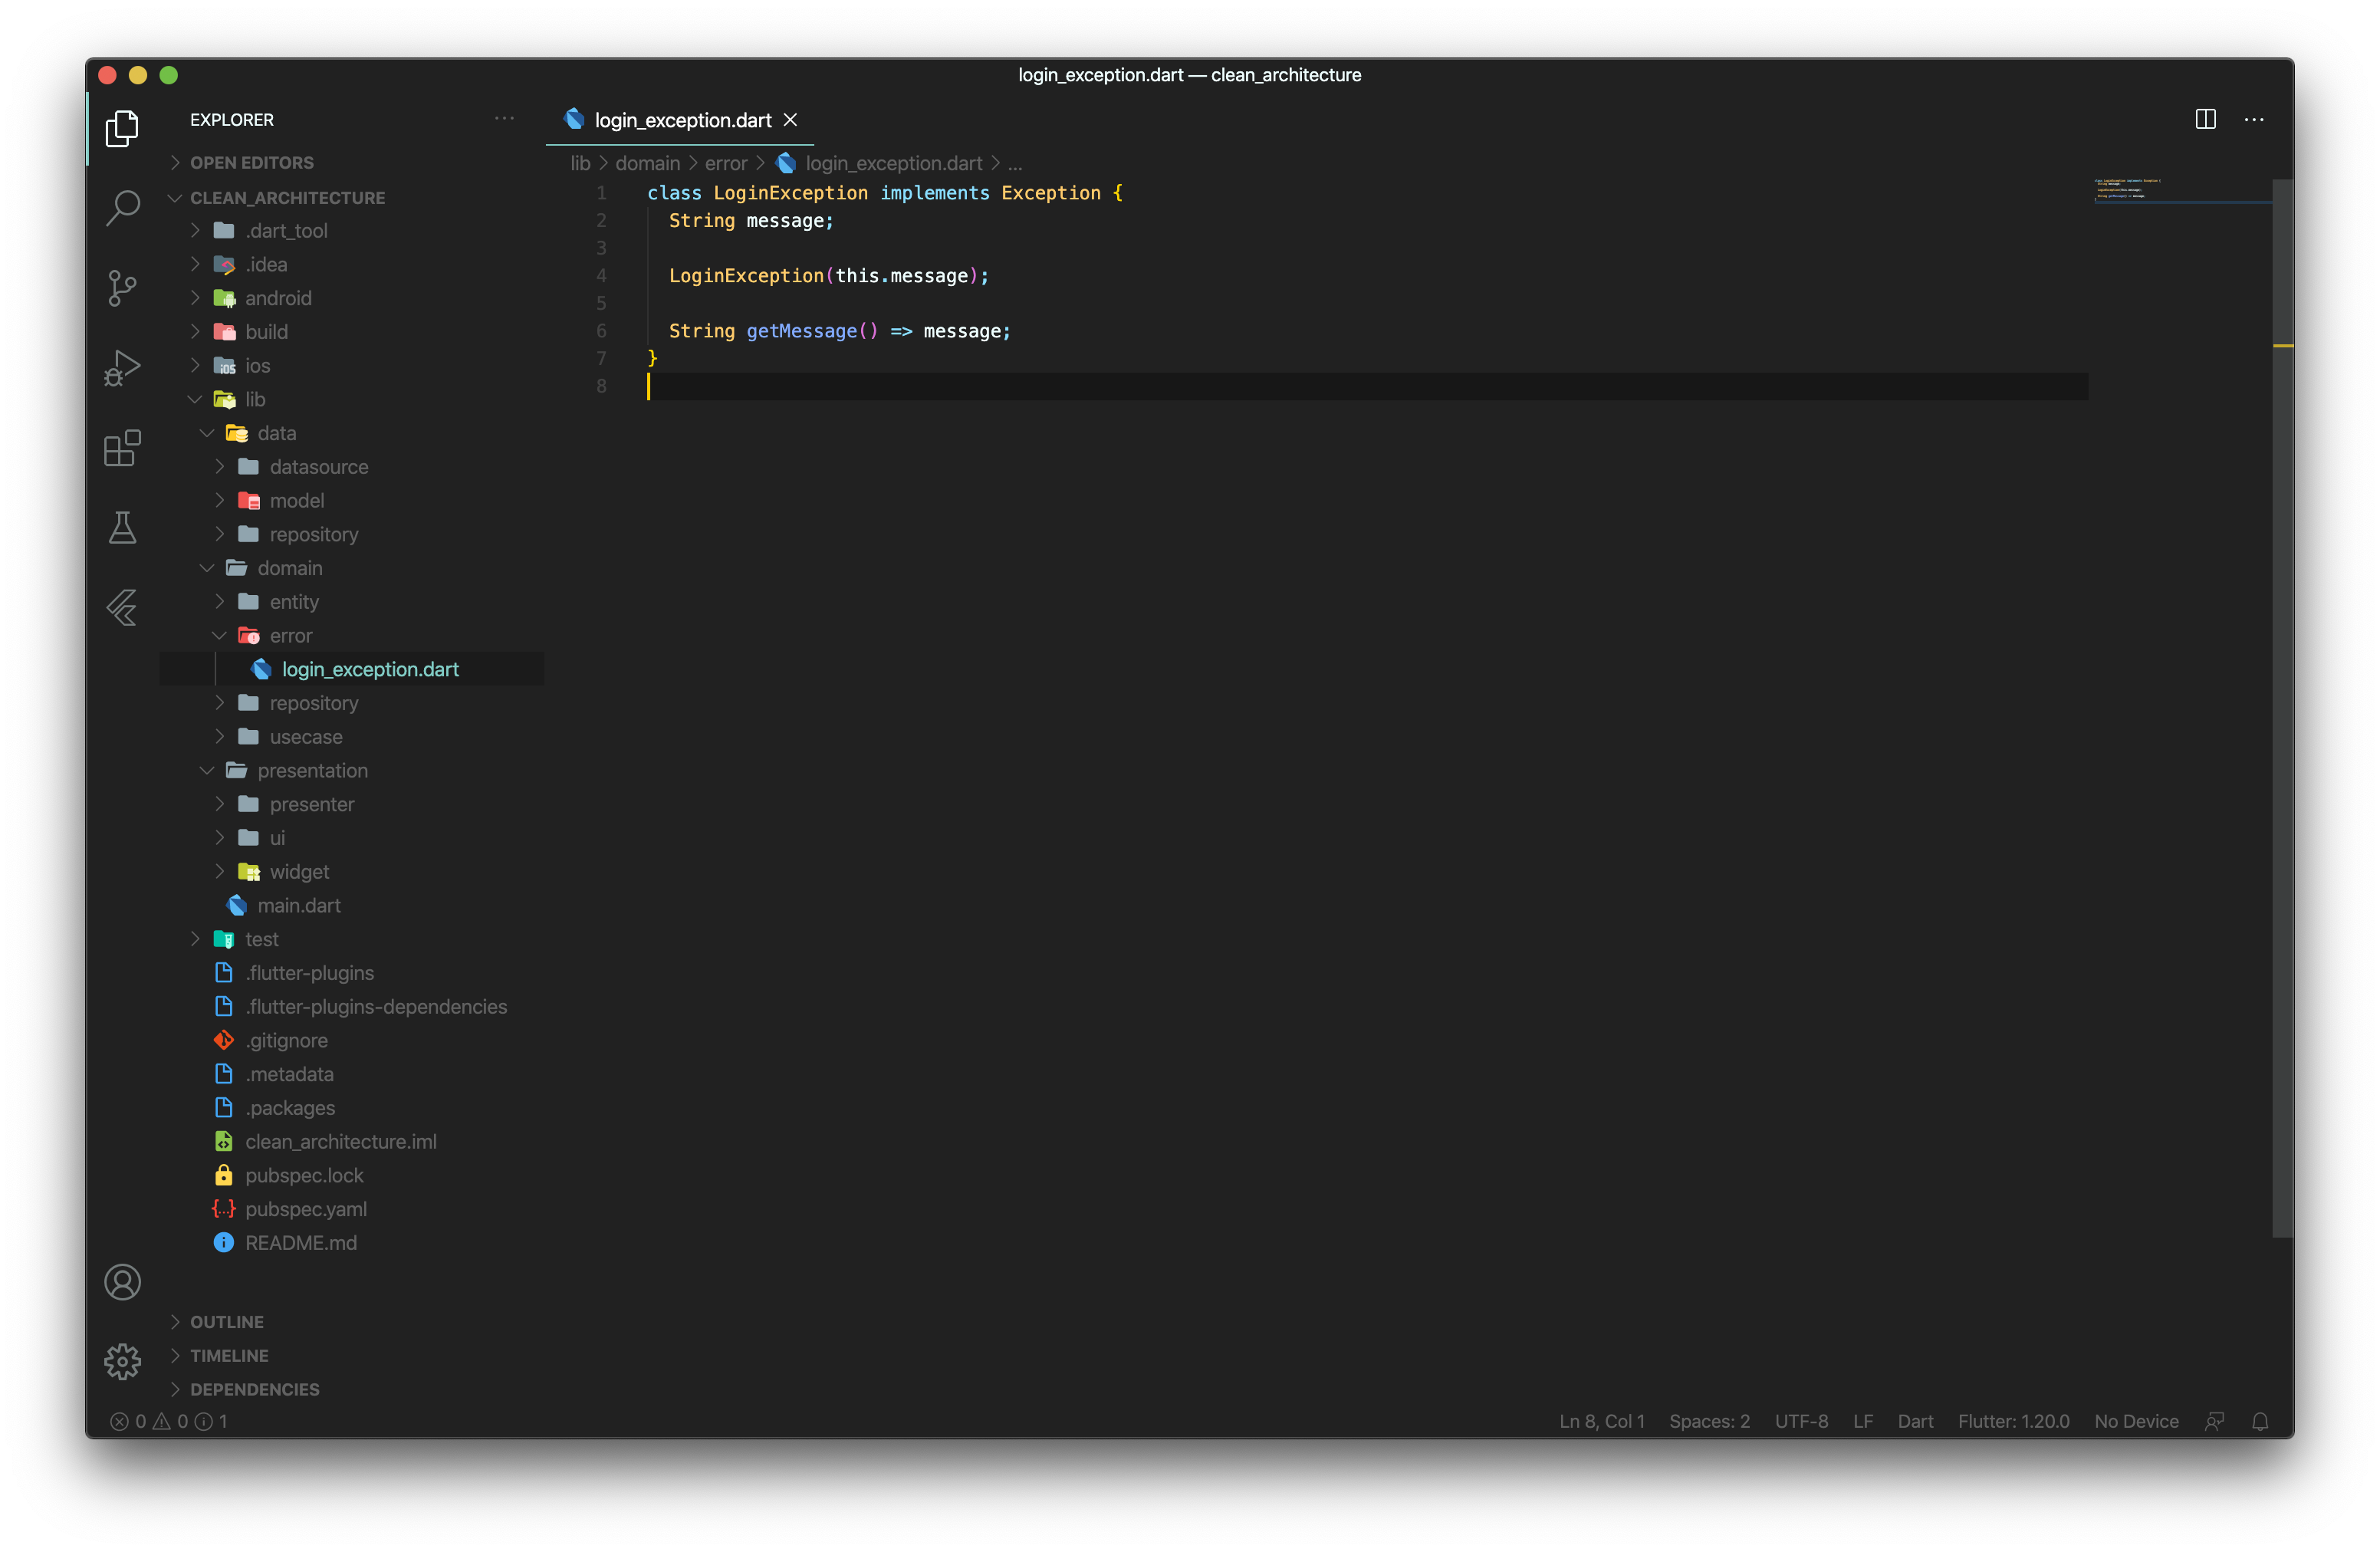 login_exception.dart — clean_architecture
EXPLORER
OPEN EDITORS
CLEAN_ARCHITECTURE
.dart_tool
.idea
android
build
ios
lib
data
datasource
model
repository
domain
entity
error
login_exception.dart
repository
usecase
presentation
presenter
ui
widget
main.dart
test
.flutter-plugins
.flutter-plugins-dependencies
.gitignore
.metadata
.packages
clean_architecture.iml
pubspec.lock
pubspec.yaml
README.md
OUTLINE
TIMELINE
DEPENDENCIES
login_exception.dart
lib > domain > error > login_exception.dart > ...
1 class LoginException implements Exception {
2 String message;
3
4 LoginException(this.message);
5
6 String getMessage() => message;
7 }
8
0 0 1
Ln 8, Col 1 Spaces: 2 UTF-8 LF Dart Flutter: 1.20.0 No Device